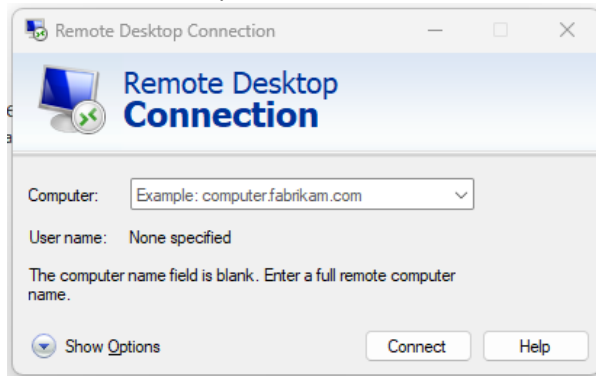 Remote Desktop Connection
Remote Desktop
Connection
Computer: Example: computer.fabrikam.com
User name: None specified
The computer name field is blank. Enter a full remote computer
name.
Show Options Connect Help